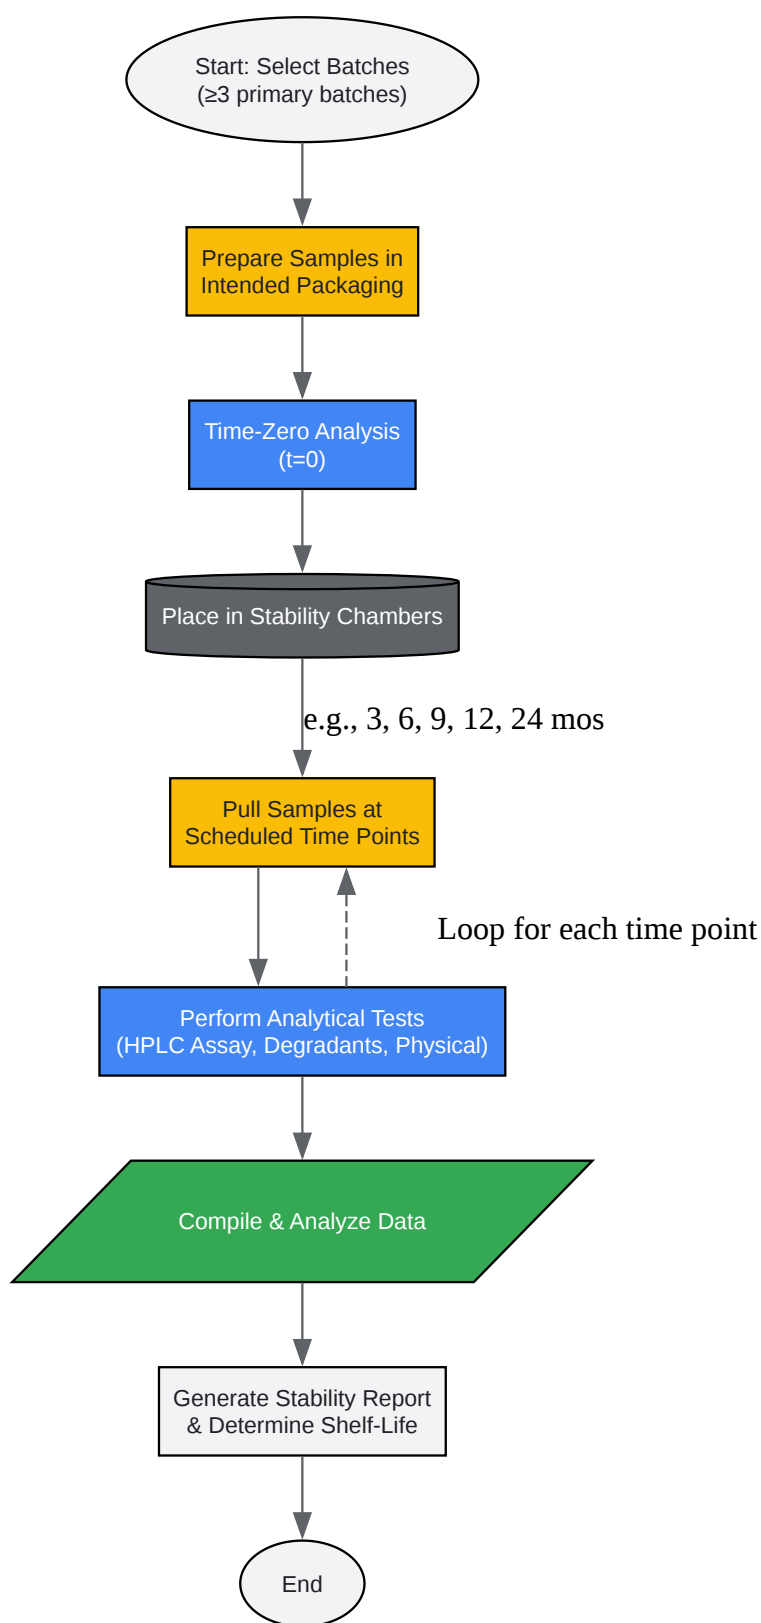 Start: Select Batches
(≥3 primary batches)
Prepare Samples in
Intended Packaging
Time-Zero Analysis
(t=0)
Place in Stability Chambers
e.g., 3, 6, 9, 12, 24 mos
Pull Samples at
Scheduled Time Points
Loop for each time point
Perform Analytical Tests
(HPLC Assay, Degradants, Physical)
Compile & Analyze Data
Generate Stability Report
& Determine Shelf-Life
End